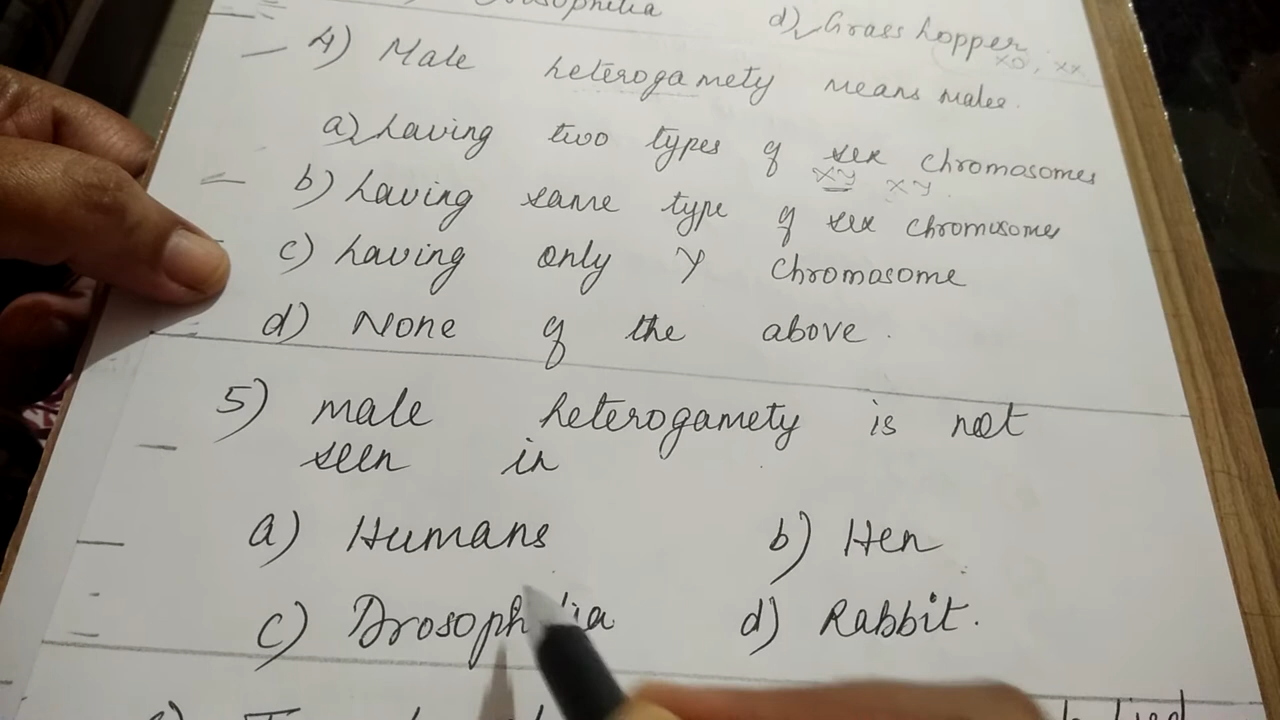 d) Grass hopper
XO, XX
4) Male heterogamety means males.
a) having two types of sex chromosomes
XY XY
b) having same type of sex chromosomes
c) having only Y chromosome
d) None of the above.
5) male heterogamety is not
seen in
a) Humans b) Hen
c) d) Rabbit.